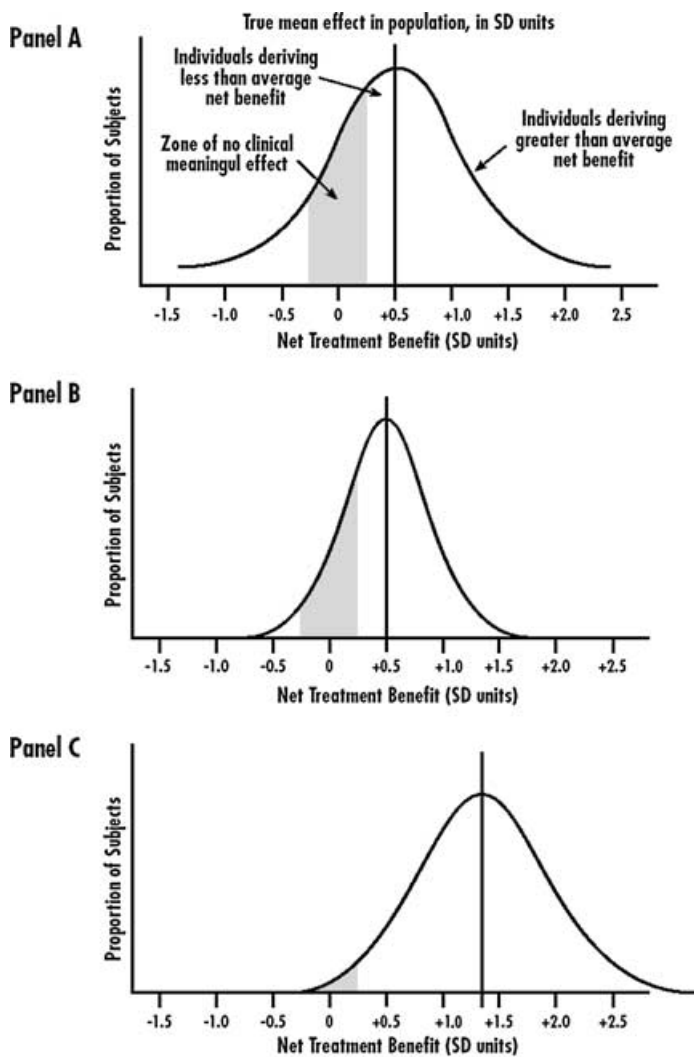 Panel A
True mean effect in population, in SD units
Individuals deriving
less than average
net benefit
Zone of no clinical
meaningul effect
Individuals deriving
greater than average
net benefit
Proportion of Subjects
-1.5 -1.0 -0.5 0 +0.5 +1.0 +1.5 +2.0 2.5
Net Treatment Benefit (SD units)
Panel B
Proportion of Subjects
-1.5 -1.0 -0.5 0 +0.5 +1.0 +1.5 +2.0 +2.5
Net Treatment Benefit (SD units)
Panel C
Proportion of Subjects
-1.5 -1.0 -0.5 0 +0.5 +1.0 +1.5 +2.0 +2.5
Net Treatment Benefit (SD units)